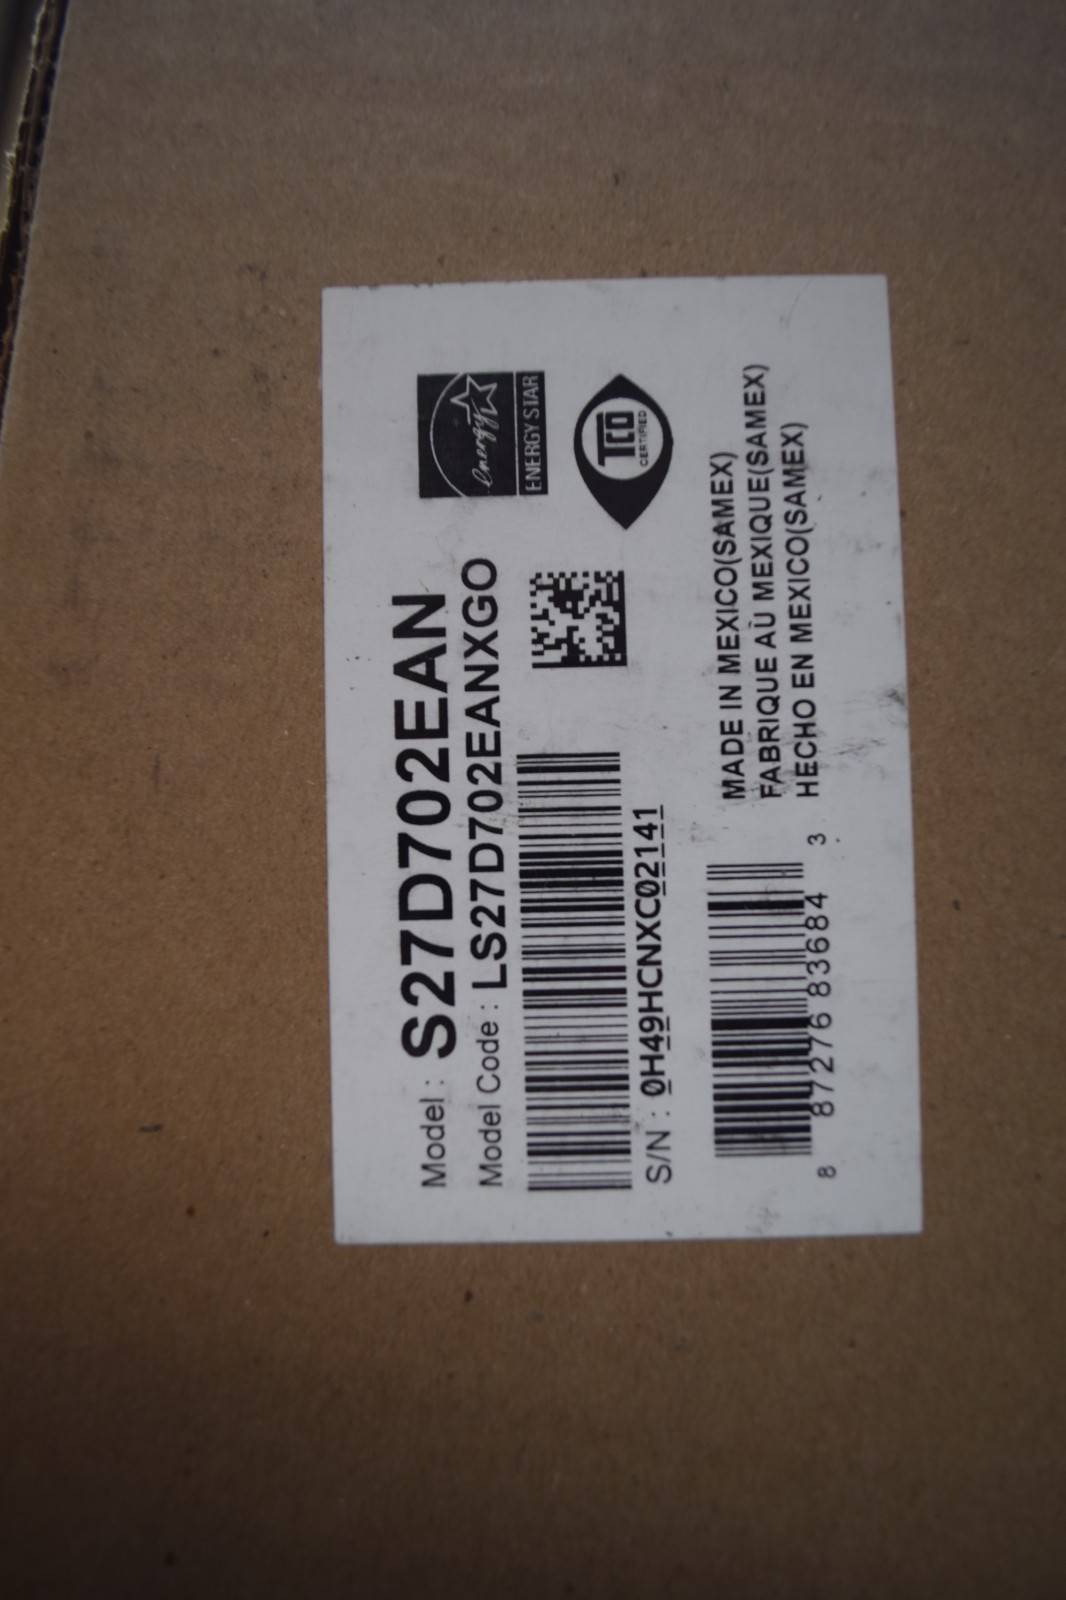 Model : S27D702EAN
Model Code : LS27D702EANXGO
S/N : 0H49HCNXC02141
8 87276 83684 3
energy
ENERGY STAR
TCO
CERTIFIED
MADE IN MEXICO(SAMEX)
FABRIQUE AU MEXIQUE(SAMEX)
HECHO EN MEXICO(SAMEX)